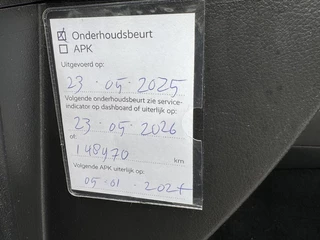 ☑ Onderhoudsbeurt
☐ APK
Uitgevoerd op:
23 · 05 · 2025
Volgende onderhoudsbeurt zie service-
indicator op dashboard of uiterlijk op:
23 · 05 · 2026
of:
148470 km
Volgende APK uiterlijk op:
05 · 01 · 2027